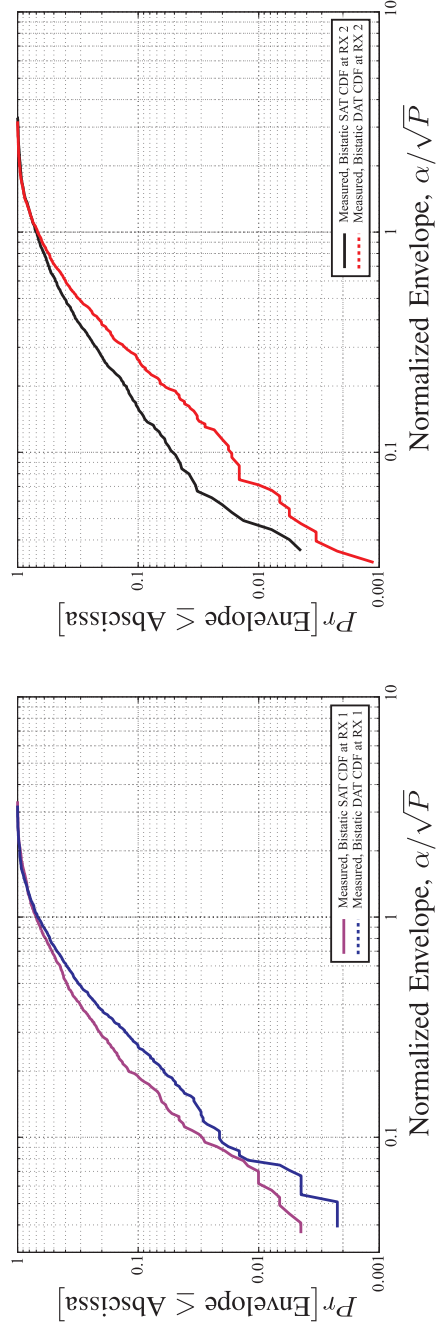 1
0.1
0.01
0.001
Pr[Envelope ≤ Abscissa]
0.1
1
10
Normalized Envelope, α/√P
Measured, Bistatic SAT CDF at RX 1
Measured, Bistatic DAT CDF at RX 1
1
0.1
0.01
0.001
Pr[Envelope ≤ Abscissa]
0.1
1
10
Normalized Envelope, α/√P
Measured, Bistatic SAT CDF at RX 2
Measured, Bistatic DAT CDF at RX 2